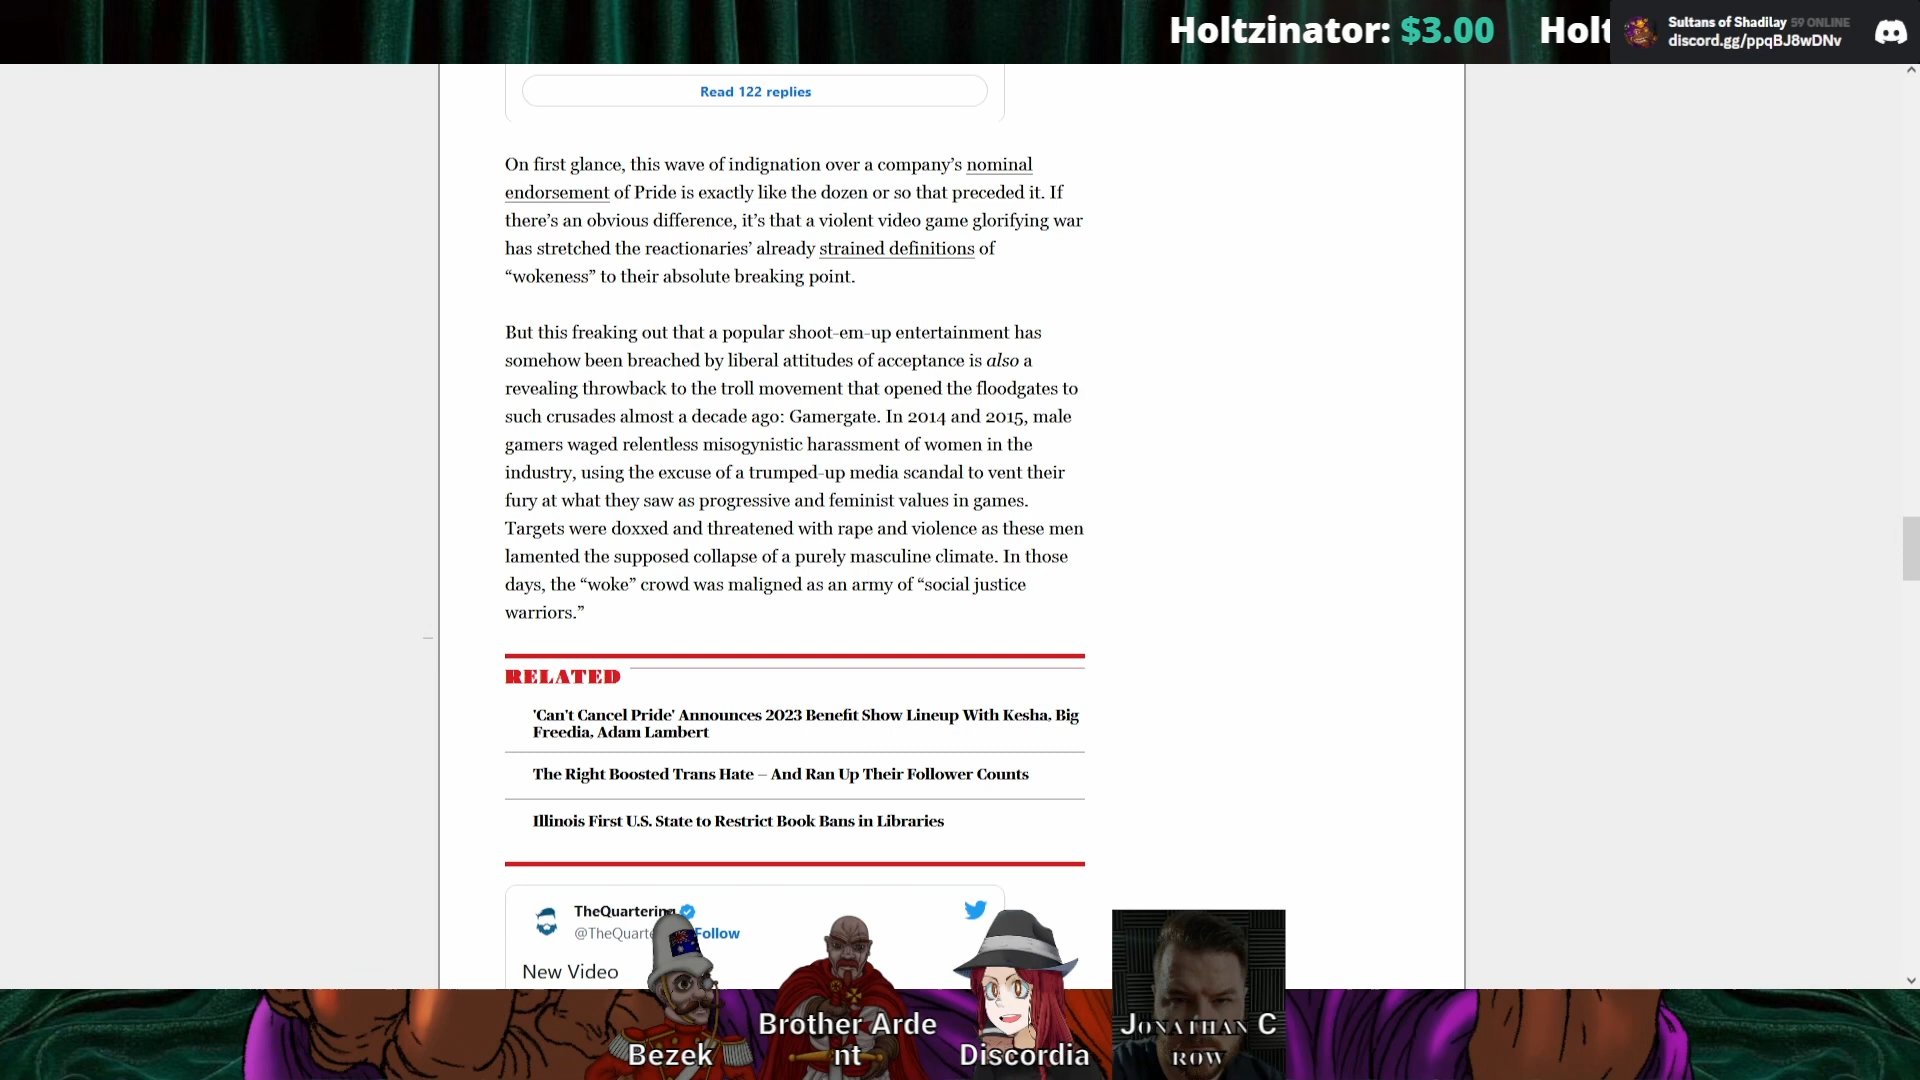 Holtzinator: $3.00 Holt
Sultans of Shadilay 59 ONLINE
discord.gg/ppqBJ8wDNv
Read 122 replies
On first glance, this wave of indignation over a company’s nominal
endorsement of Pride is exactly like the dozen or so that preceded it. If
there’s an obvious difference, it’s that a violent video game glorifying war
has stretched the reactionaries’ already strained definitions of
“wokeness” to their absolute breaking point.
But this freaking out that a popular shoot-em-up entertainment has
somehow been breached by liberal attitudes of acceptance is also a
revealing throwback to the troll movement that opened the floodgates to
such crusades almost a decade ago: Gamergate. In 2014 and 2015, male
gamers waged relentless misogynistic harassment of women in the
industry, using the excuse of a trumped-up media scandal to vent their
fury at what they saw as progressive and feminist values in games.
Targets were doxxed and threatened with rape and violence as these men
lamented the supposed collapse of a purely masculine climate. In those
days, the “woke” crowd was maligned as an army of “social justice
warriors.”
RELATED
'Can't Cancel Pride' Announces 2023 Benefit Show Lineup With Kesha, Big
Freedia, Adam Lambert
The Right Boosted Trans Hate — And Ran Up Their Follower Counts
Illinois First U.S. State to Restrict Book Bans in Libraries
TheQuartering
@TheQuarte Follow
New Video
Bezek
Brother Arde
nt
Discordia
Jonathan C
row